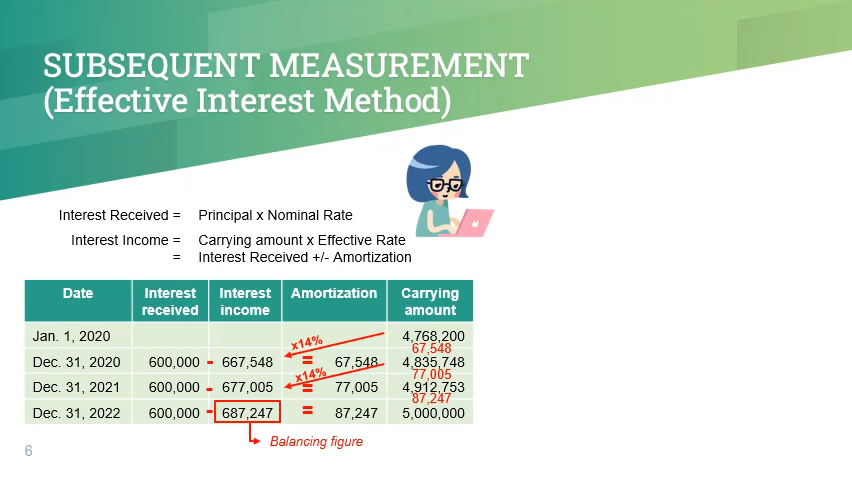 SUBSEQUENT MEASUREMENT
(Effective Interest Method)
Interest Received = Principal x Nominal Rate
Interest Income = Carrying amount x Effective Rate
= Interest Received +/- Amortization
Date Interest received Interest income Amortization Carrying amount
Jan. 1, 2020 4,768,200
x14% 67,548
Dec. 31, 2020 600,000 - 667,548 = 67,548 4,835,748
x14% 77,005
Dec. 31, 2021 600,000 - 677,005 = 77,005 4,912,753
87,247
Dec. 31, 2022 600,000 - 687,247 = 87,247 5,000,000
Balancing figure
6